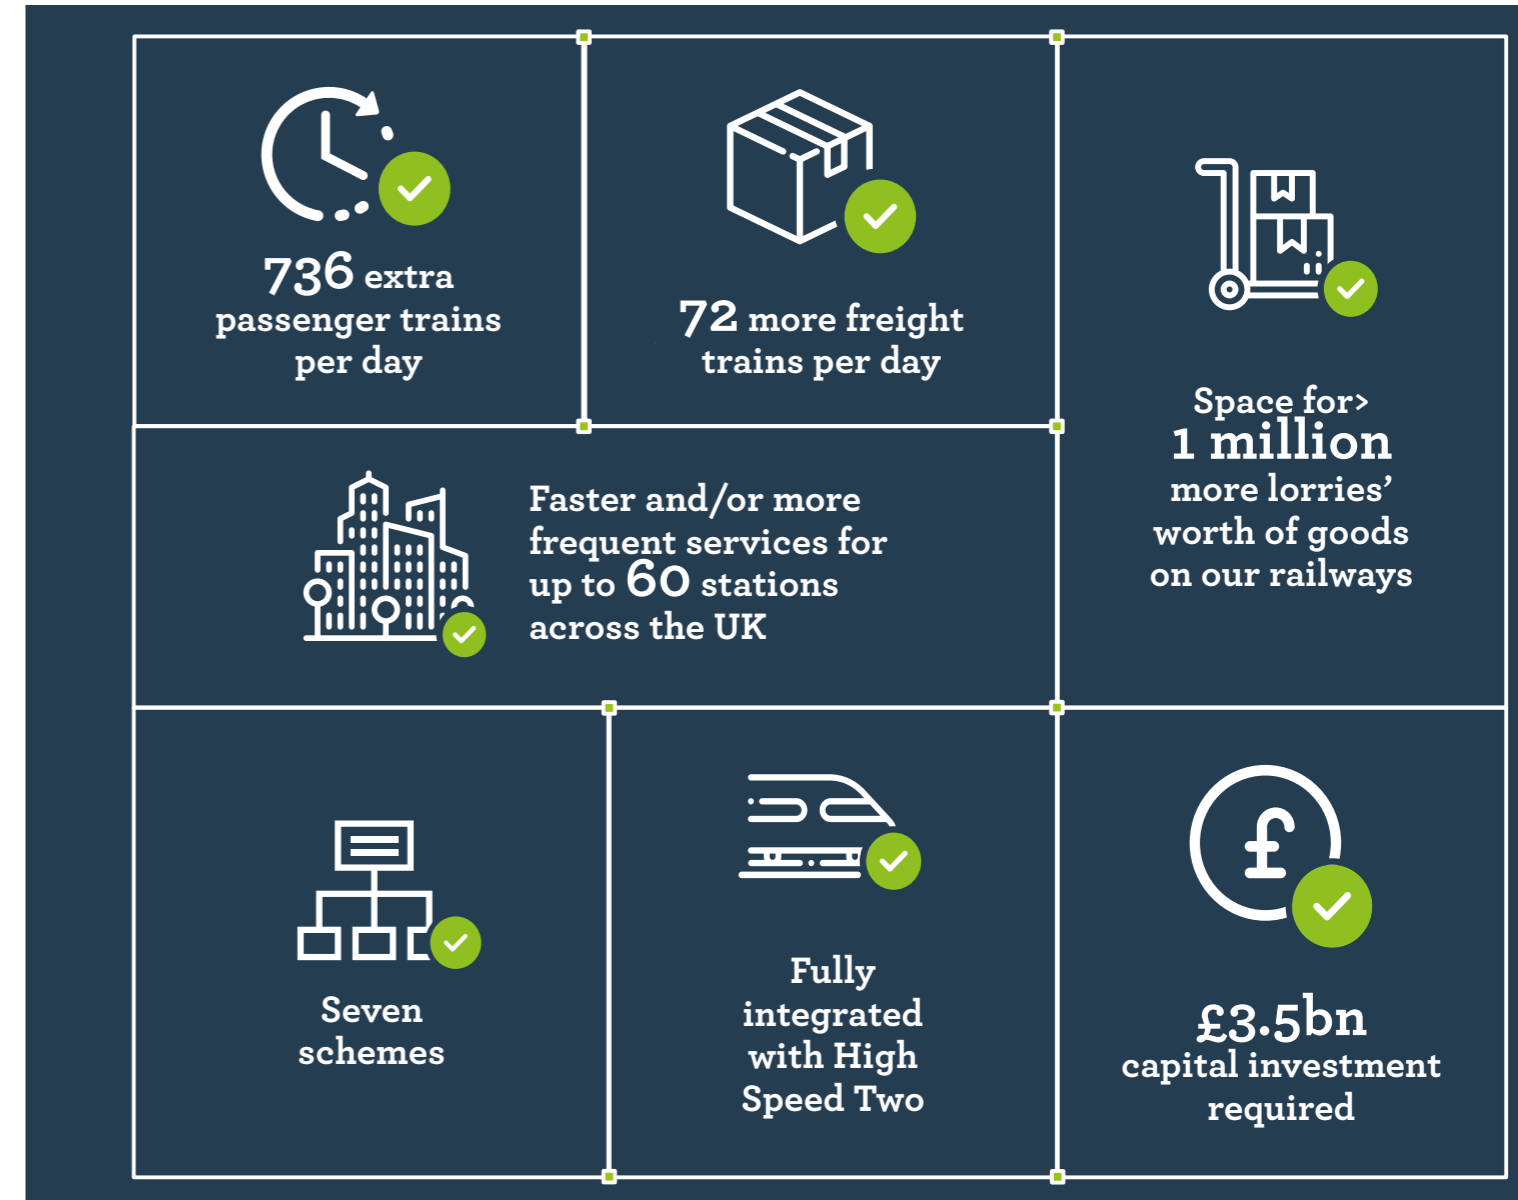 736 extra
passenger trains
per day
72 more freight
trains per day
Space for>
1 million
more lorries’
worth of goods
on our railways
Faster and/or more
frequent services for
up to 60 stations
across the UK
Seven
schemes
Fully
integrated
with High
Speed Two
£3.5bn
capital investment
required